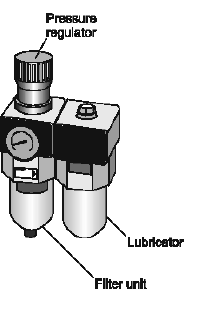 Pressure
regulator
Lubricator
Filter unit